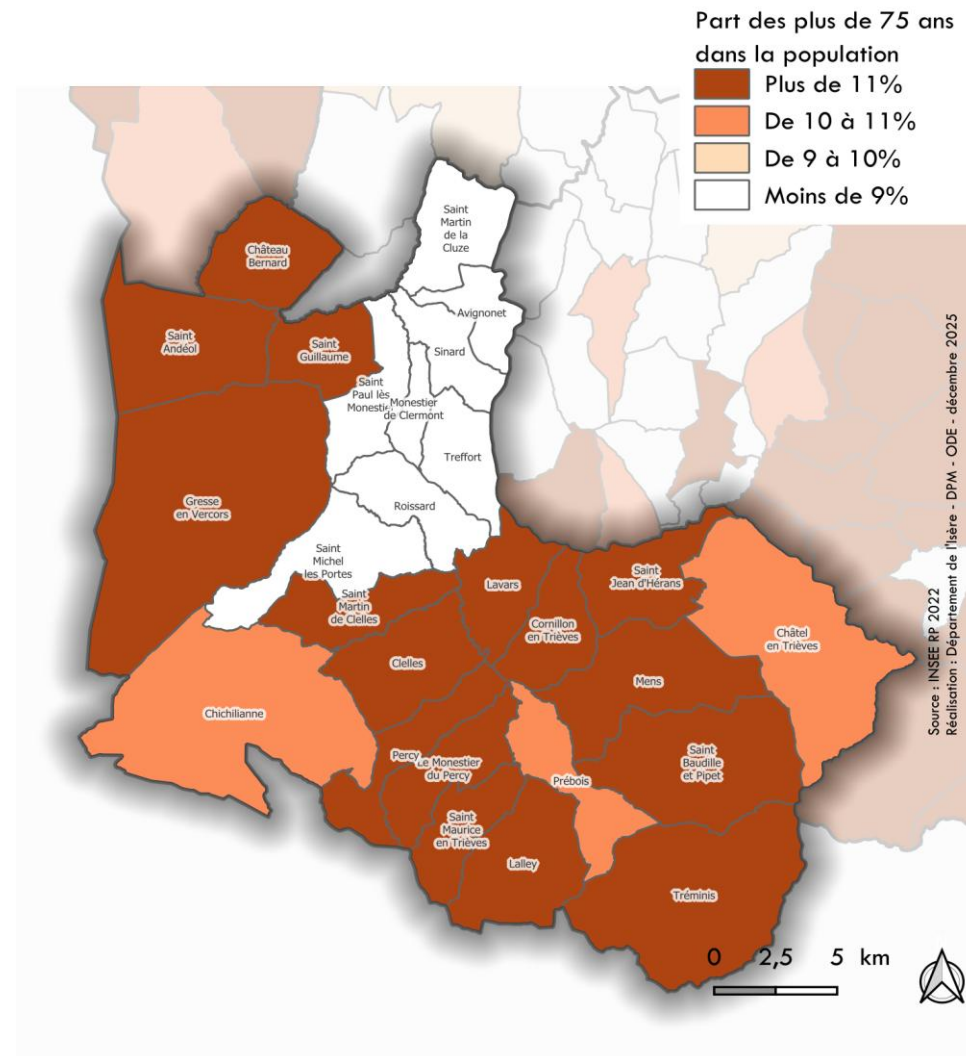 Part des plus de 75 ans
dans la population
Plus de 11%
De 10 à 11%
De 9 à 10%
Moins de 9%
Saint
Martin
de la
Cluze
Château
Bernard
Avignonet
Saint
Andéol
Saint
Guillaume
Sinard
Saint
Paul lès
Monesti
Monestier
de Clermont
Treffort
Gresse
en Vercors
Roissard
Saint
Michel
les Portes
Saint
Martin
de Clelles
Lavars
Saint
Jean d'Hérans
Cornillon
en Trièves
Châtel
en Trièves
Clelles
Mens
Chichilianne
Percy
Le Monestier
du Percy
Prébois
Saint
Baudille
et Pipet
Saint
Maurice
en Trièves
Lalley
Tréminis
0 2,5 5 km
Source : INSEE RP 2022
Réalisation : Département de l'Isère - DPM - ODE - décembre 2025